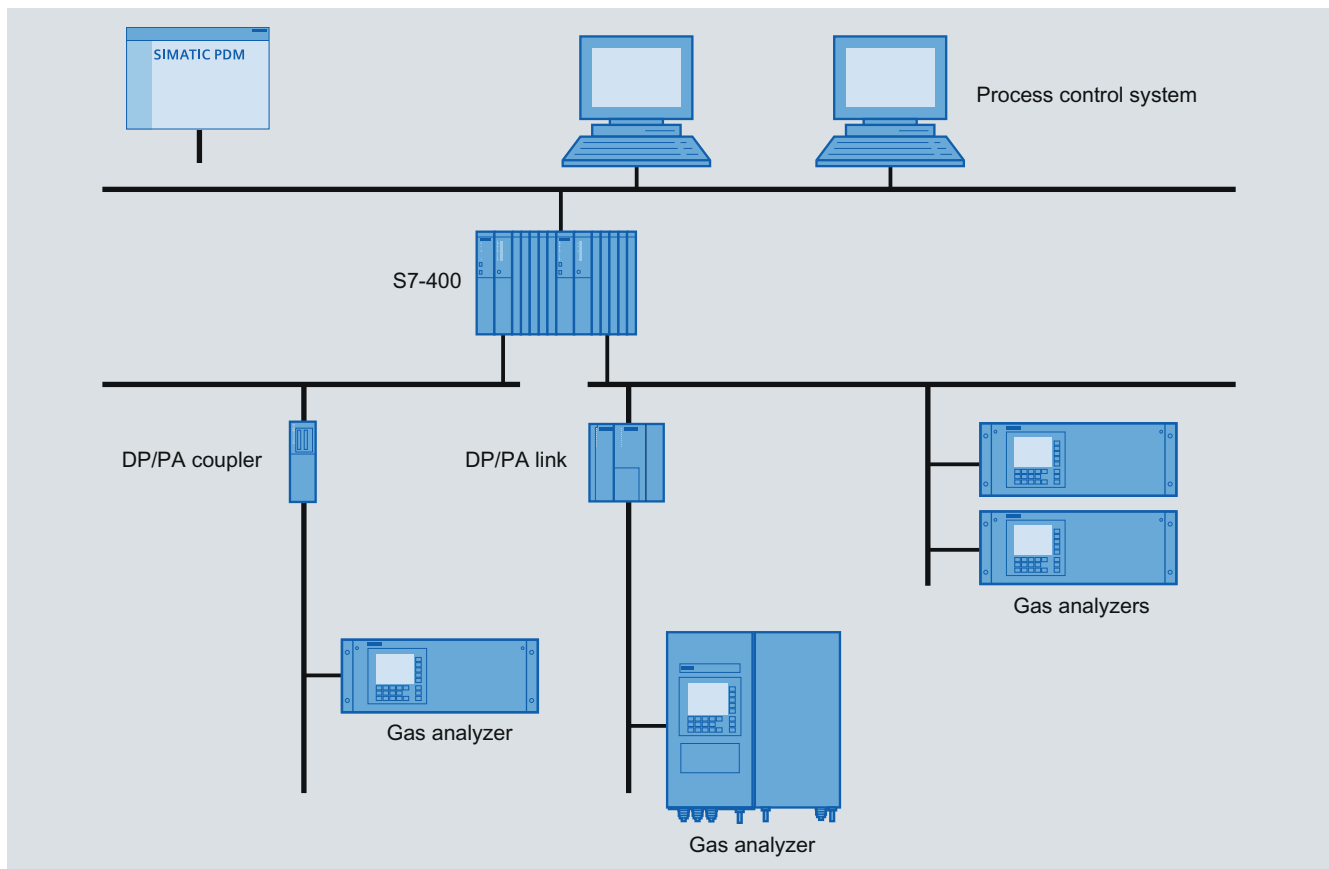 SIMATIC PDM
Process control system
S7-400
DP/PA coupler
DP/PA link
Gas analyzers
Gas analyzer
Gas analyzer